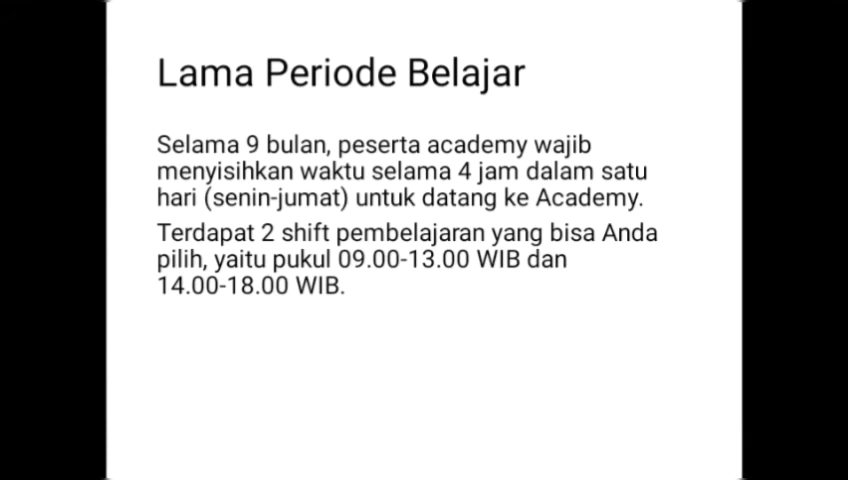 Lama Periode Belajar
Selama 9 bulan, peserta academy wajib
menyisihkan waktu selama 4 jam dalam satu
hari (senin-jumat) untuk datang ke Academy.
Terdapat 2 shift pembelajaran yang bisa Anda
pilih, yaitu pukul 09.00-13.00 WIB dan
14.00-18.00 WIB.